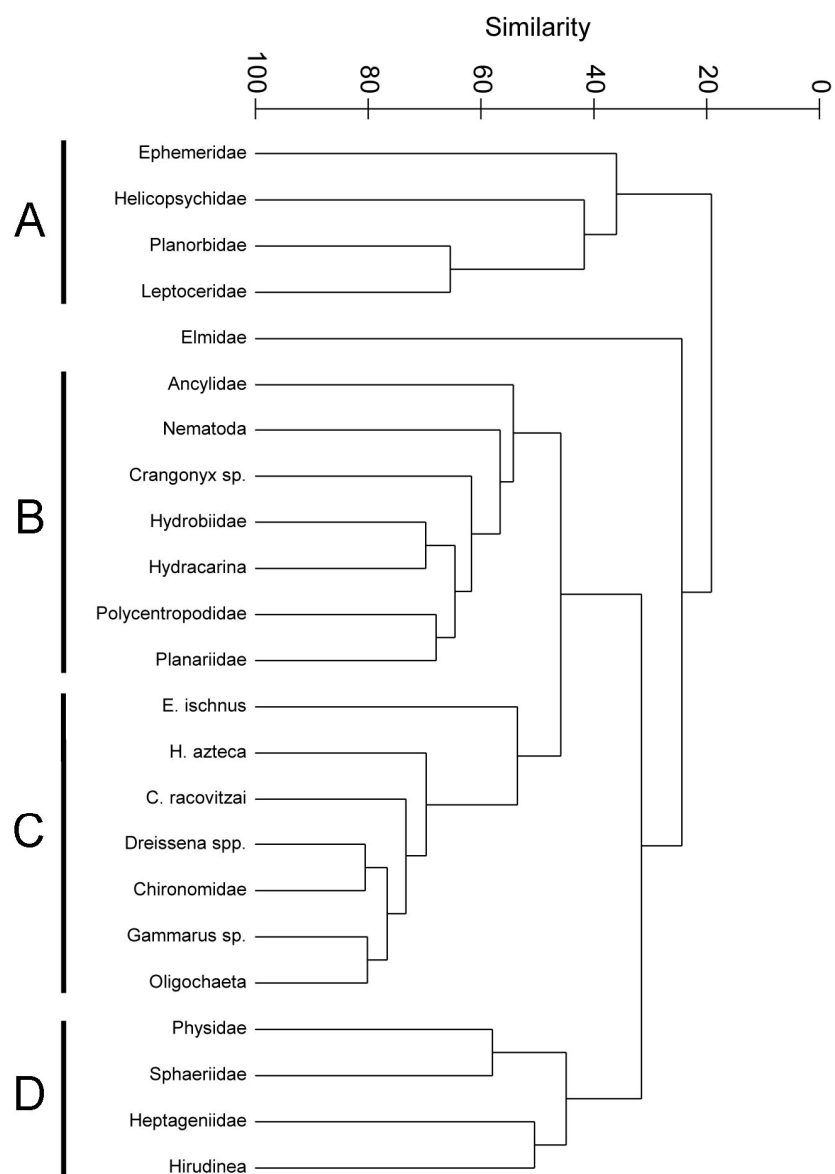 Similarity
100 80 60 40 20 0
A
Ephemeridae
Helicopsychidae
Planorbidae
Leptoceridae
Elmidae
B
Ancylidae
Nematoda
Crangonyx sp.
Hydrobiidae
Hydracarina
Polycentropodidae
Planariidae
C
E. ischnus
H. azteca
C. racovitzai
Dreissena spp.
Chironomidae
Gammarus sp.
Oligochaeta
D
Physidae
Sphaeriidae
Heptageniidae
Hirudinea